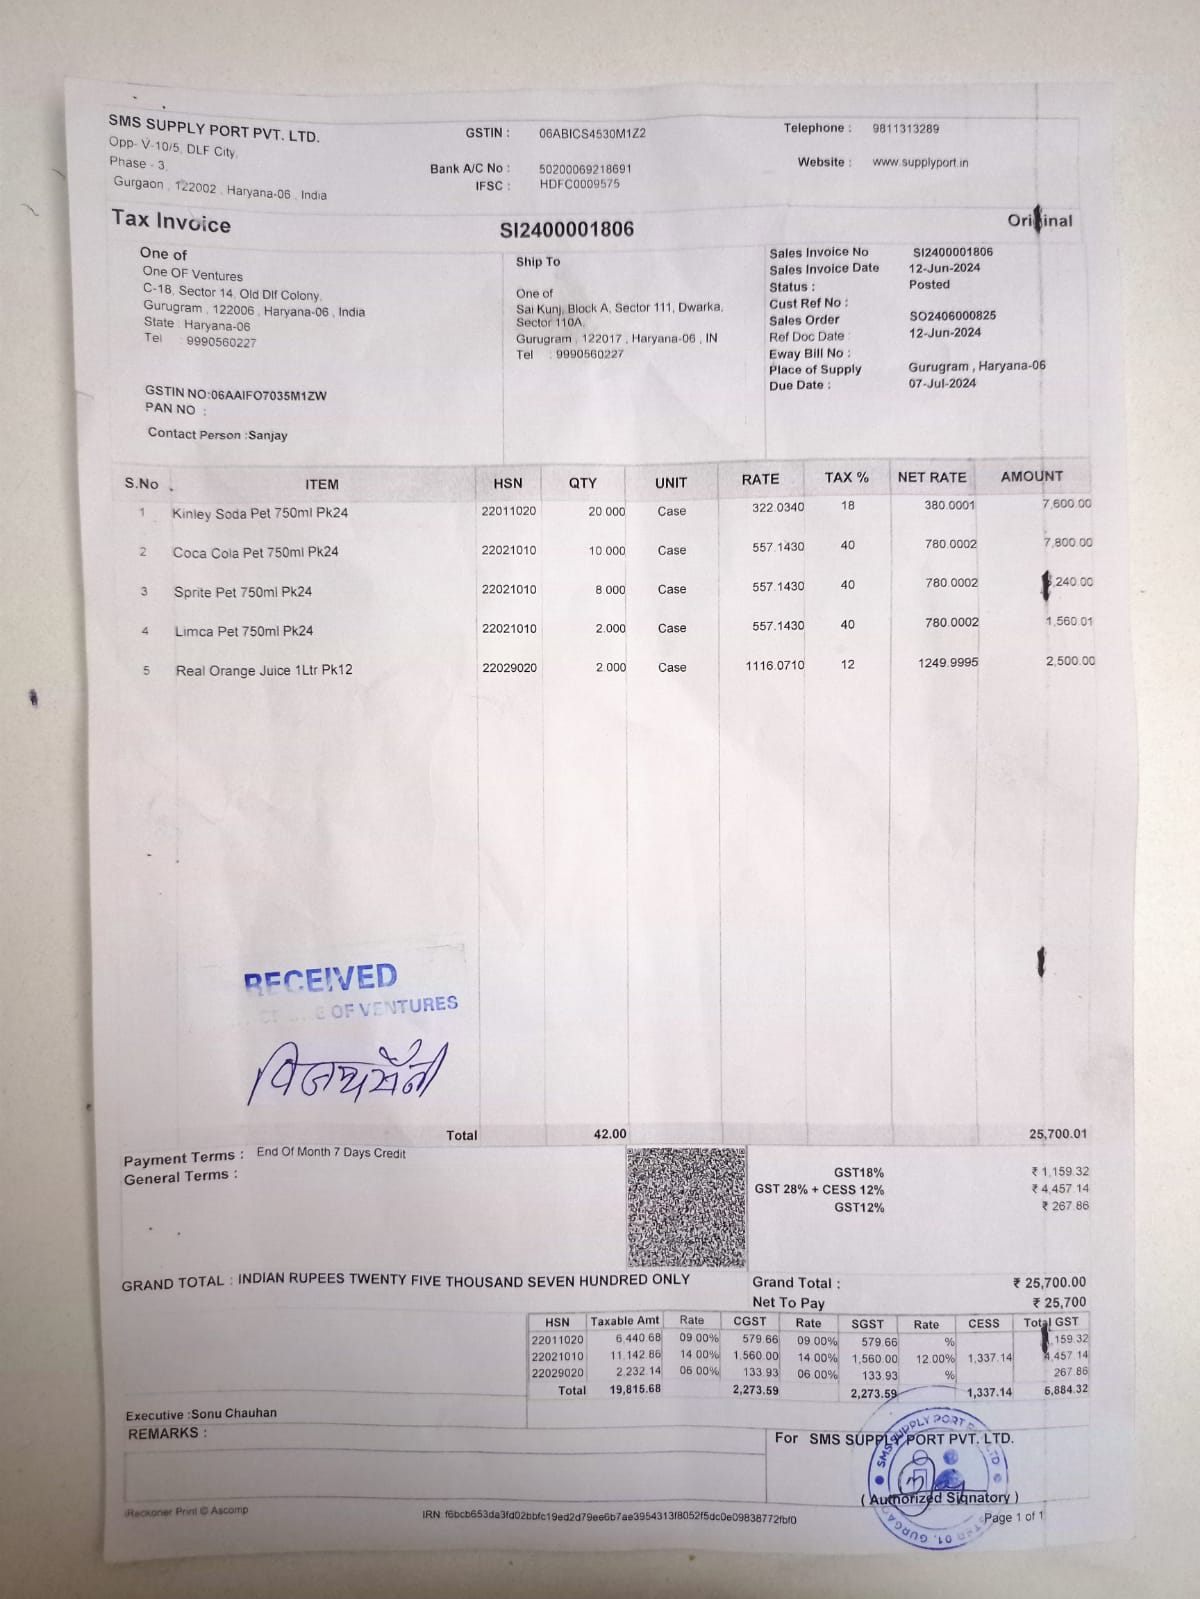 SMS SUPPLY PORT PVT. LTD.
Opp- V-10/5, DLF City,
Phase - 3,
Gurgaon , 122002 , Haryana-06 , India
GSTIN : 06ABICS4530M1Z2
Bank A/C No : 50200069218691
IFSC : HDFC0009575
Telephone : 9811313289
Website : www.supplyport.in
Tax Invoice SI2400001806 Original
One of
One OF Ventures
C-18, Sector 14, Old Dlf Colony,
Gurugram , 122006 , Haryana-06 , India
State : Haryana-06
Tel : 9990560227
GSTIN NO:06AAIFO7035M1ZW
PAN NO :
Contact Person :Sanjay
Ship To
One of
Sai Kunj, Block A, Sector 111, Dwarka,
Sector 110A,
Gurugram , 122017 , Haryana-06 , IN
Tel : 9990560227
Sales Invoice No SI2400001806
Sales Invoice Date 12-Jun-2024
Status : Posted
Cust Ref No :
Sales Order SO2406000825
Ref Doc Date : 12-Jun-2024
Eway Bill No :
Place of Supply Gurugram , Haryana-06
Due Date : 07-Jul-2024
S.No ITEM HSN QTY UNIT RATE TAX % NET RATE AMOUNT
1 Kinley Soda Pet 750ml Pk24 22011020 20.000 Case 322.0340 18 380.0001 7,600.00
2 Coca Cola Pet 750ml Pk24 22021010 10.000 Case 557.1430 40 780.0002 7,800.00
3 Sprite Pet 750ml Pk24 22021010 8.000 Case 557.1430 40 780.0002 240.00
4 Limca Pet 750ml Pk24 22021010 2.000 Case 557.1430 40 780.0002 1,560.01
5 Real Orange Juice 1Ltr Pk12 22029020 2.000 Case 1116.0710 12 1249.9995 2,500.00
RECEIVED
OF VENTURES
Total 42.00 25,700.01
Payment Terms : End Of Month 7 Days Credit
General Terms :
GST18% ₹ 1,159.32
GST 28% + CESS 12% ₹ 4,457.14
GST12% ₹ 267.86
GRAND TOTAL : INDIAN RUPEES TWENTY FIVE THOUSAND SEVEN HUNDRED ONLY
Grand Total : ₹ 25,700.00
Net To Pay ₹ 25,700
HSN Taxable Amt Rate CGST Rate SGST Rate CESS Total GST
22011020 6,440.68 09.00% 579.66 09.00% 579.66 % 159.32
22021010 11,142.86 14.00% 1,560.00 14.00% 1,560.00 12.00% 1,337.14 4,457.14
22029020 2,232.14 06.00% 133.93 06.00% 133.93 % 267.86
Total 19,815.68 2,273.59 2,273.59 1,337.14 5,884.32
Executive :Sonu Chauhan
REMARKS :
For SMS SUPPLY PORT PVT. LTD.
( Authorized Signatory )
iReckoner Print © Ascomp
IRN f6bcb653da3fd02bbfc19ed2d79ee6b7ae3954313f8052f5dc0e09838772fbf0
Page 1 of 1